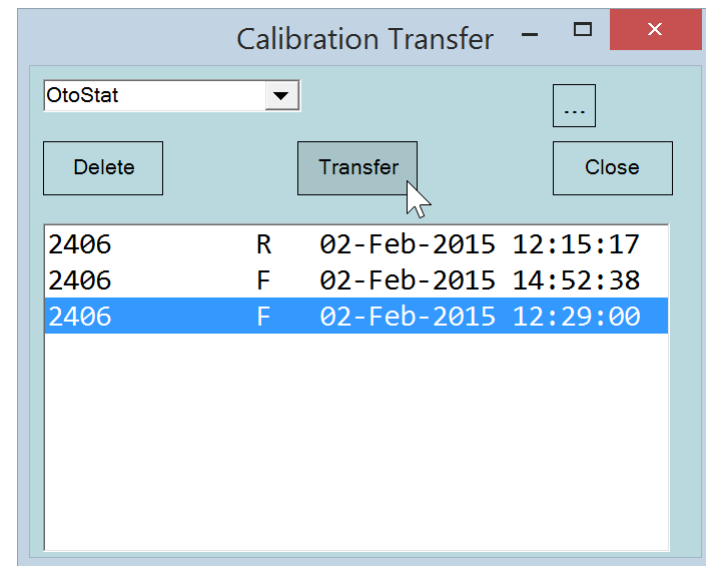 Calibration Transfer
OtoStat
...
Delete Transfer Close
2406 R 02-Feb-2015 12:15:17
2406 F 02-Feb-2015 14:52:38
2406 F 02-Feb-2015 12:29:00